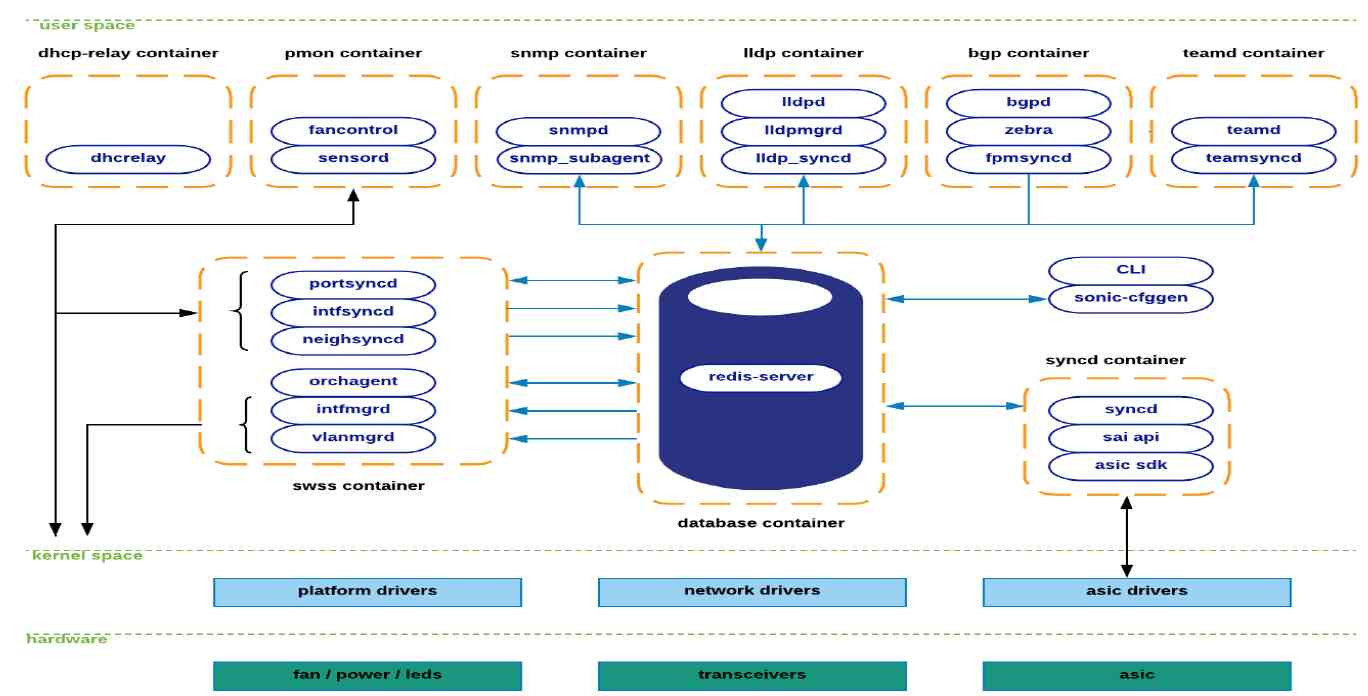 user space
dhcp-relay container
pmon container
snmp container
lldp container
bgp container
teamd container
dhcrelay
fancontrol
sensord
snmpd
snmp_subagent
lldpd
lldpmgrd
lldp_syncd
bgpd
zebra
fpmsyncd
teamd
teamsyncd
portsyncd
intfsyncd
neighsyncd
orchagent
intfmgrd
vlanmgrd
swss container
redis-server
database container
CLI
sonic-cfggen
syncd container
syncd
sai api
asic sdk
kernel space
platform drivers
network drivers
asic drivers
hardware
fan / power / leds
transceivers
asic